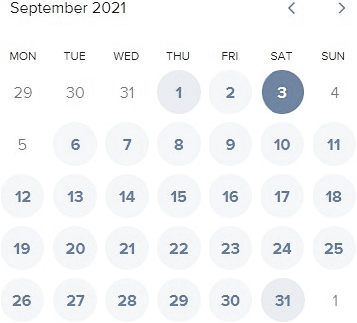 September 2021
MON TUE WED THU FRI SAT SUN
29 30 31 1 2 3 4
5 6 7 8 9 10 11
12 13 14 15 16 17 18
19 20 21 22 23 24 25
26 27 28 29 30 31 1